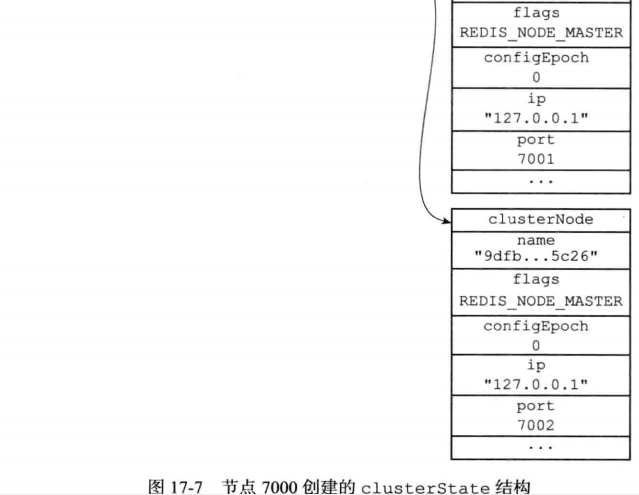 flags
REDIS_NODE_MASTER
configEpoch
0
ip
"127.0.0.1"
port
7001
...
clusterNode
name
"9dfb...5c26"
flags
REDIS_NODE_MASTER
configEpoch
0
ip
"127.0.0.1"
port
7002
...
图 17-7 节点 7000 创建的 clusterState 结构